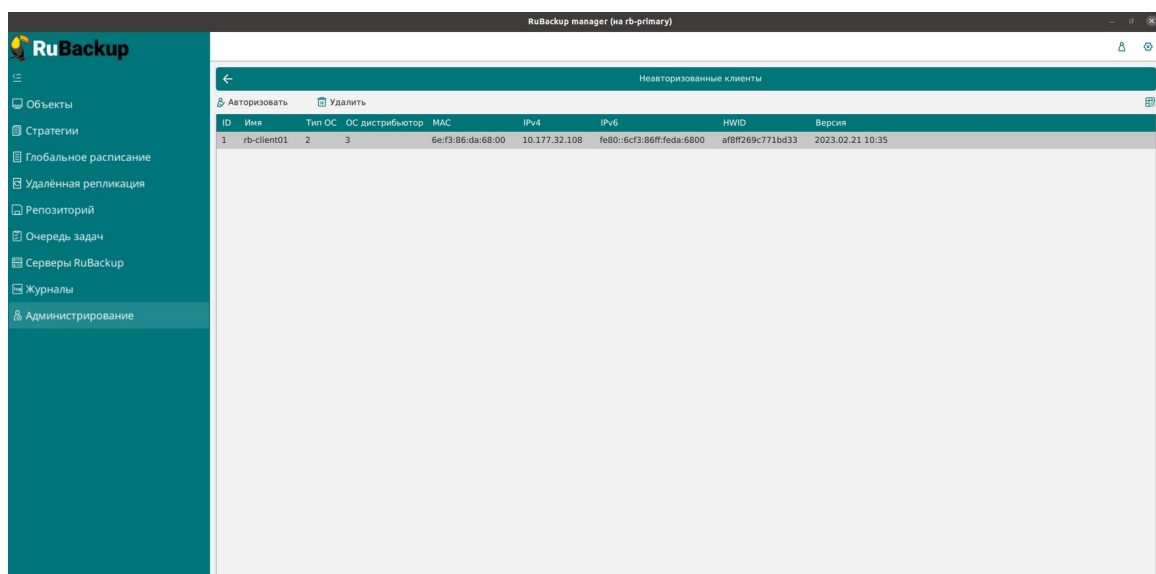 RuBackup manager (на rb-primary)
RuBackup
Неавторизованные клиенты
Объекты
Стратегии
Глобальное расписание
Удалённая репликация
Репозиторий
Очередь задач
Серверы RuBackup
Журналы
Администрирование
Авторизовать Удалить
ID Имя Тип ОС ОС дистрибьютор MAC IPv4 IPv6 HWID Версия
1 rb-client01 2 3 6e:f3:86:da:68:00 10.177.32.108 fe80::6cf3:86ff:feda:6800 af8ff269c771bd33 2023.02.21 10:35